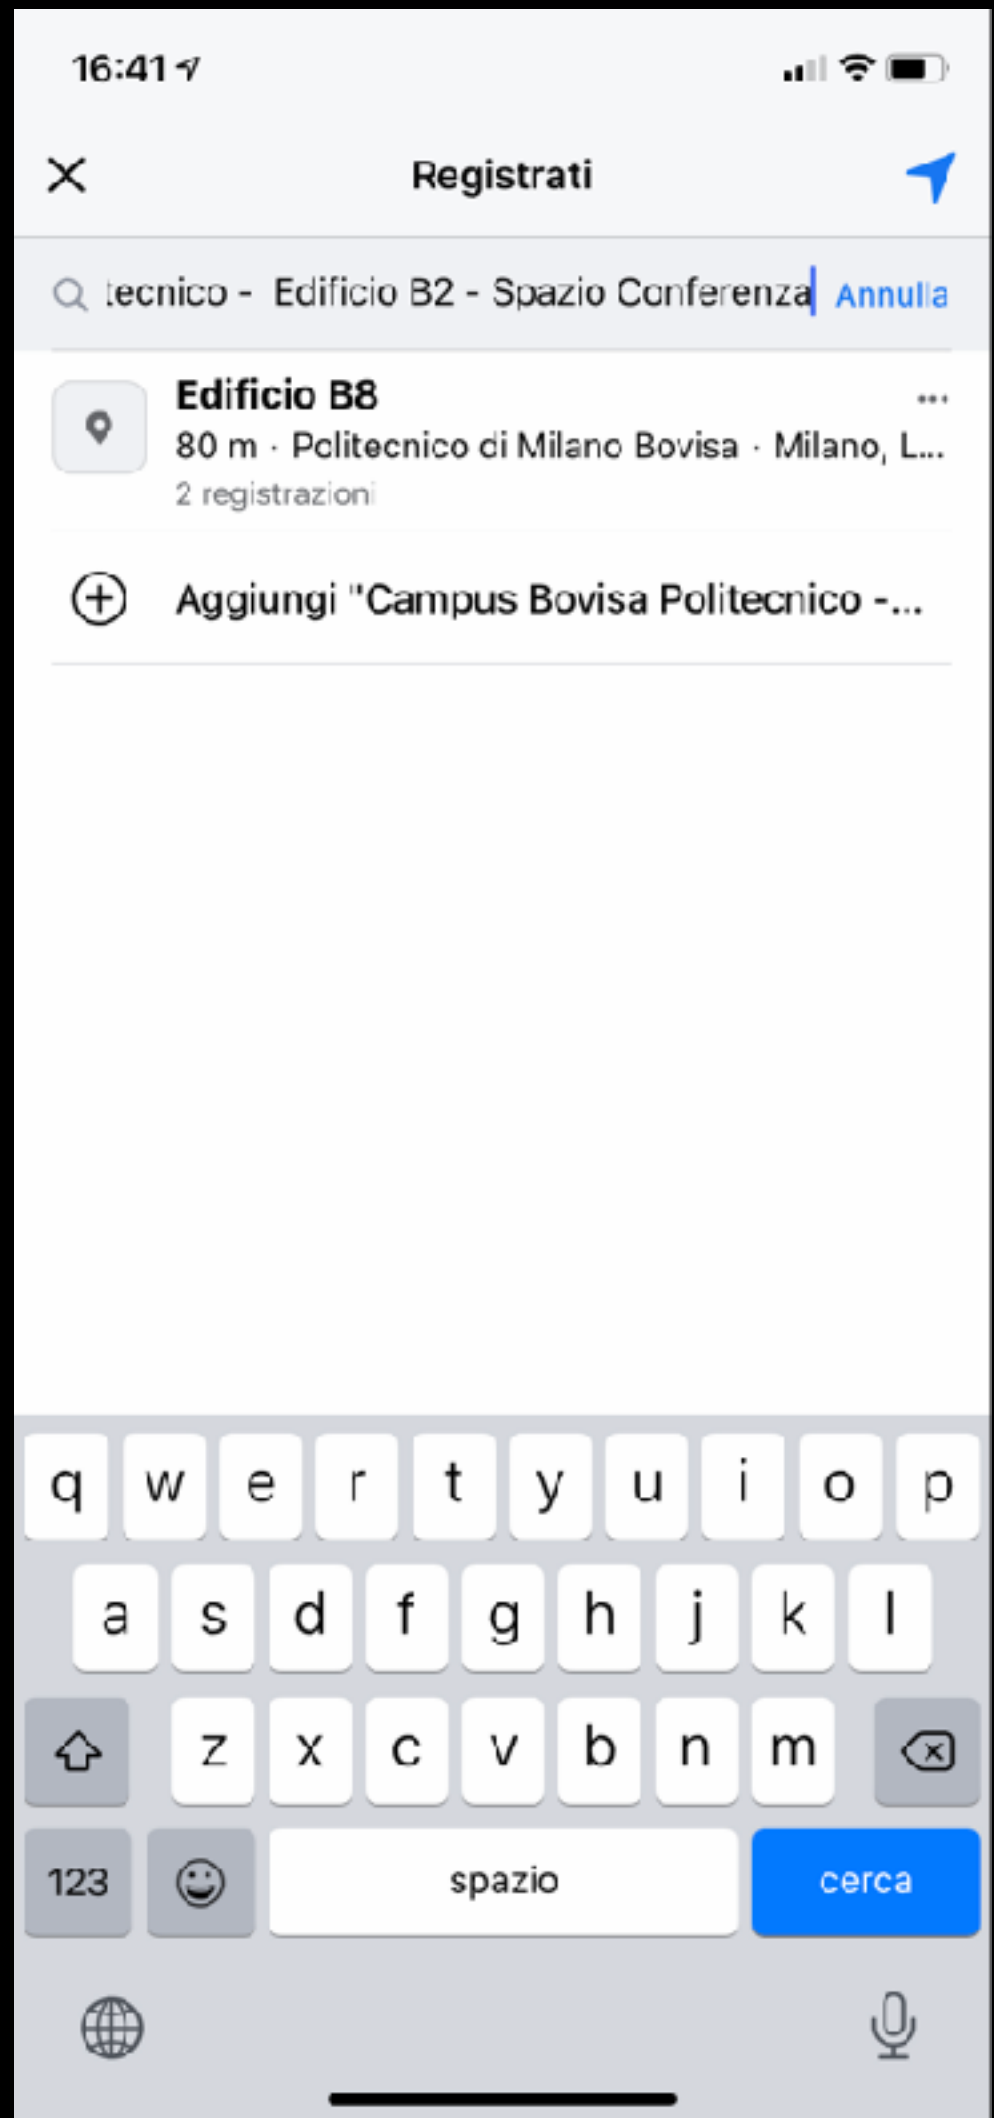 16:41
Registrati
tecnico - Edificio B2 - Spazio Conferenza Annulla
Edificio B8
80 m · Politecnico di Milano Bovisa · Milano, L...
2 registrazioni
Aggiungi "Campus Bovisa Politecnico -...
q w e r t y u i o p
a s d f g h j k l
z x c v b n m
123 spazio cerca